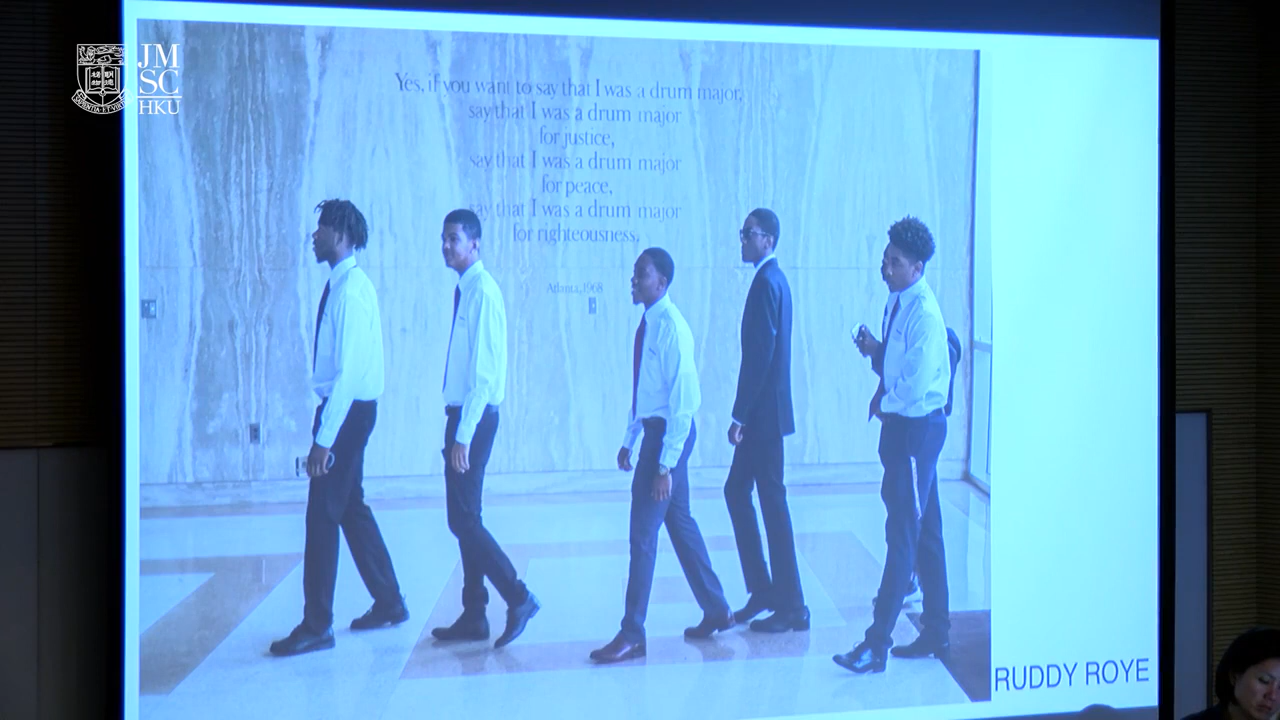 JM
SC
HKU
Yes, if you want to say that I was a drum major,
say that I was a drum major
for justice,
say that I was a drum major
for peace,
say that I was a drum major
for righteousness.
Atlanta, 1968
RUDDY ROYE